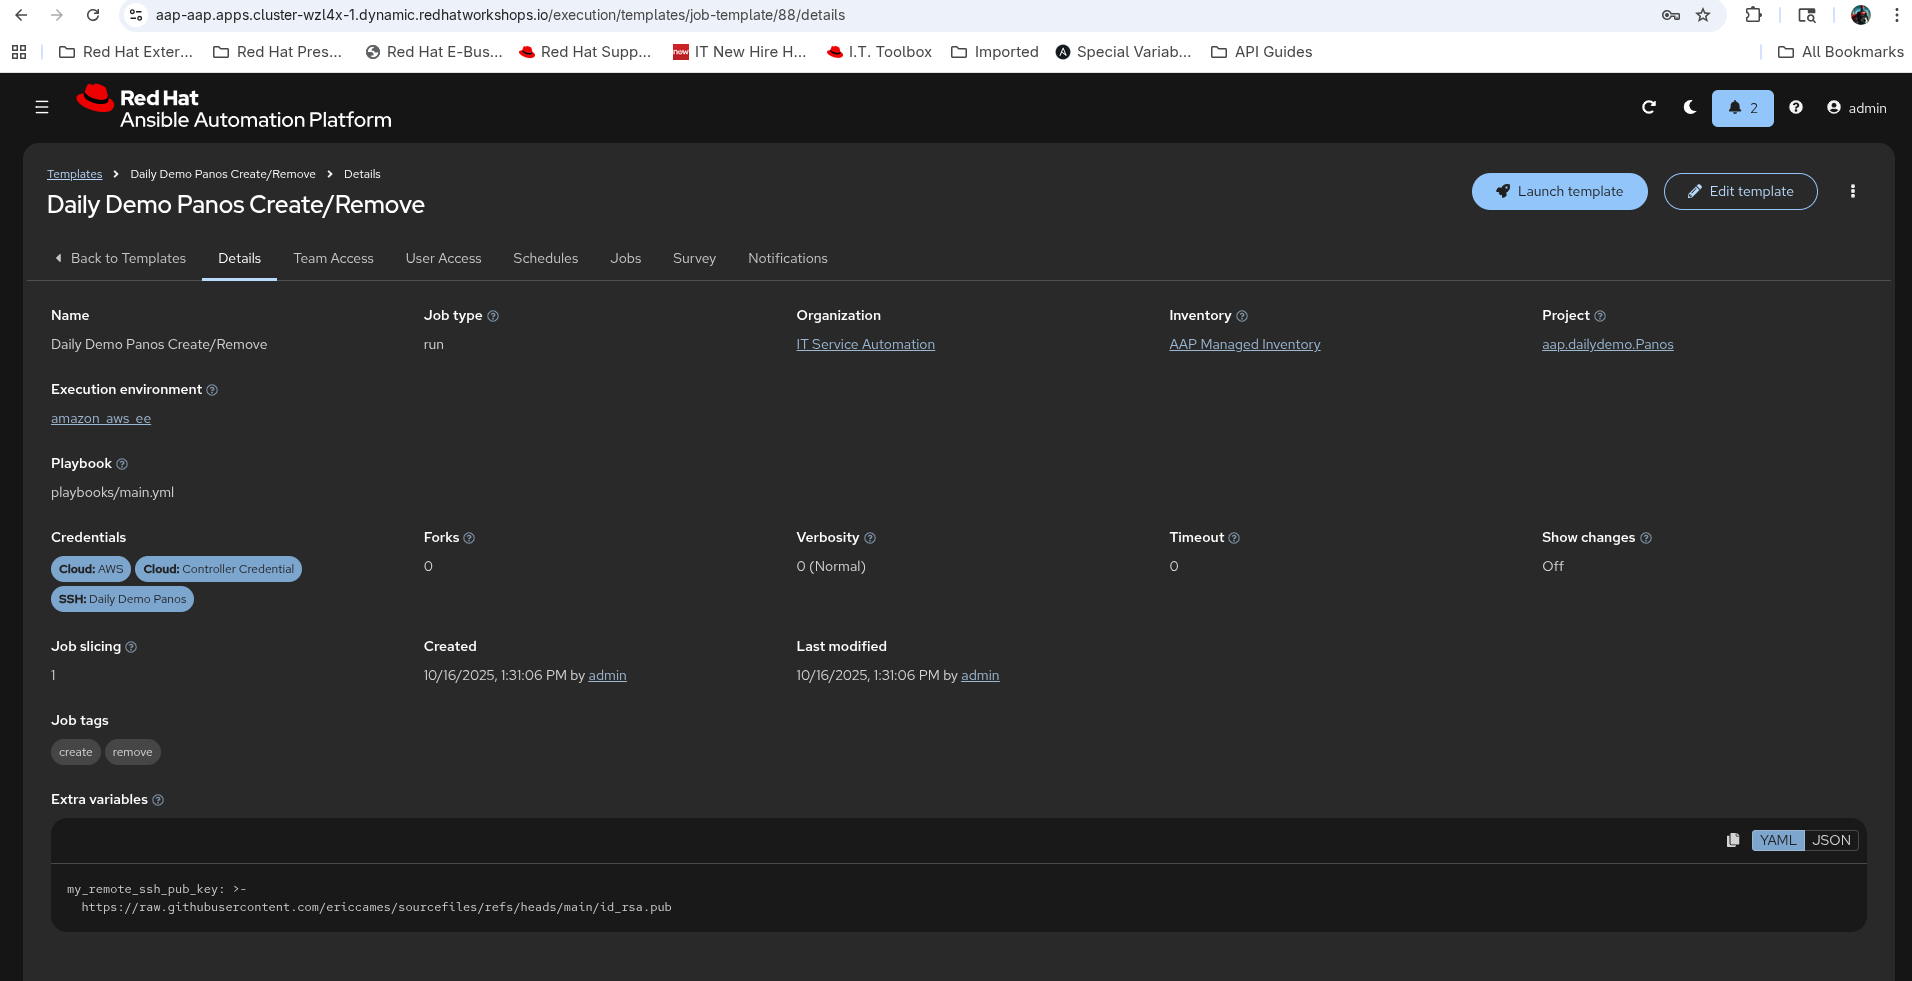 aap-aap.apps.cluster-wzl4x-1.dynamic.redhatworkshops.io/execution/templates/job-template/88/details
Red Hat Exter... Red Hat Pres... Red Hat E-Bus... Red Hat Supp... now IT New Hire H... I.T. Toolbox Imported A Special Variab... API Guides All Bookmarks
Red Hat
Ansible Automation Platform
2 admin
Templates Daily Demo Panos Create/Remove Details
Daily Demo Panos Create/Remove
Launch template Edit template
Back to Templates Details Team Access User Access Schedules Jobs Survey Notifications
Name Job type Organization Inventory Project
Daily Demo Panos Create/Remove run IT Service Automation AAP Managed Inventory aap.dailydemo.Panos
Execution environment
amazon_aws_ee
Playbook
playbooks/main.yml
Credentials Forks Verbosity Timeout Show changes
Cloud: AWS Cloud: Controller Credential 0 0 (Normal) 0 Off
SSH: Daily Demo Panos
Job slicing Created Last modified
1 10/16/2025, 1:31:06 PM by admin 10/16/2025, 1:31:06 PM by admin
Job tags
create remove
Extra variables
YAML JSON
my_remote_ssh_pub_key: >-
https://raw.githubusercontent.com/ericcames/sourcefiles/refs/heads/main/id_rsa.pub